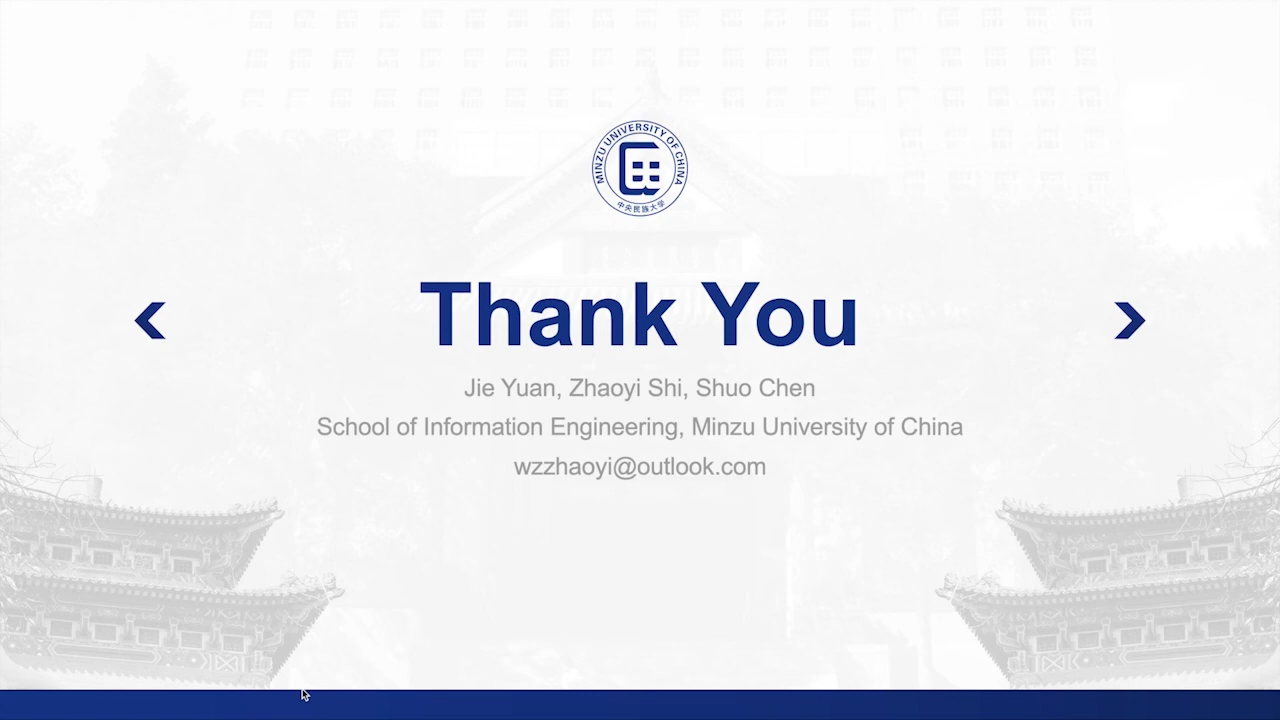 MINZU UNIVERSITY OF CHINA
中央民族大学
Thank You
Jie Yuan, Zhaoyi Shi, Shuo Chen
School of Information Engineering, Minzu University of China
wzzhaoyi@outlook.com